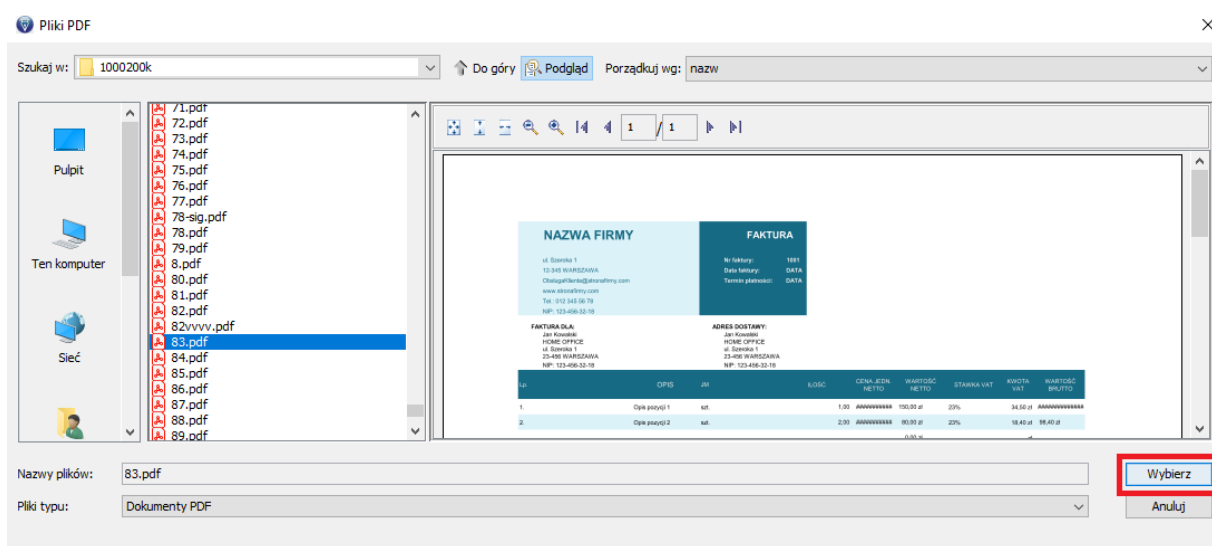 Pliki PDF
Szukaj w: 1000200k Do góry Podgląd Porządkuj wg: nazw
Pulpit
Ten komputer
Sieć
71.pdf
72.pdf
73.pdf
74.pdf
75.pdf
76.pdf
77.pdf
78-sig.pdf
78.pdf
79.pdf
8.pdf
80.pdf
81.pdf
82.pdf
82vvvv.pdf
83.pdf
84.pdf
85.pdf
86.pdf
87.pdf
88.pdf
89.pdf
1 / 1
NAZWA FIRMY
ul. Szeroka 1
12-345 WARSZAWA
www.stronafirmy.com
Tel.: 012 345 56 78
NIP: 123-456-32-18
FAKTURA
Nr faktury: 1001
Data faktury: DATA
Termin płatności: DATA
FAKTURA DLA:
Jan Kowalski
HOME OFFICE
ul. Szeroka 1
23-456 WARSZAWA
NIP: 123-456-32-18
ADRES DOSTAWY:
Jan Kowalski
HOME OFFICE
ul. Szeroka 1
23-456 WARSZAWA
NIP: 123-456-32-18
Lp. OPIS JM ILOŚĆ CENA JEDN. NETTO WARTOŚĆ NETTO STAWKA VAT KWOTA VAT WARTOŚĆ BRUTTO
1. Opis pozycji 1 szt. 1,00 ########## 150,00 zł 23% 34,50 zł ############
2. Opis pozycji 2 szt. 2,00 ########## 80,00 zł 23% 18,40 zł 98,40 zł
Nazwy plików: 83.pdf Wybierz
Pliki typu: Dokumenty PDF Anuluj